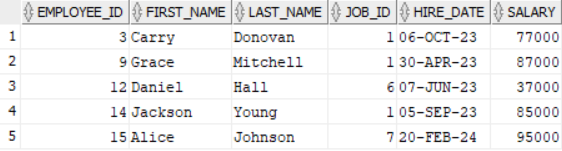 EMPLOYEE_ID FIRST_NAME LAST_NAME JOB_ID HIRE_DATE SALARY
1 3 Carry Donovan 1 06-OCT-23 77000
2 9 Grace Mitchell 1 30-APR-23 87000
3 12 Daniel Hall 6 07-JUN-23 37000
4 14 Jackson Young 1 05-SEP-23 85000
5 15 Alice Johnson 7 20-FEB-24 95000